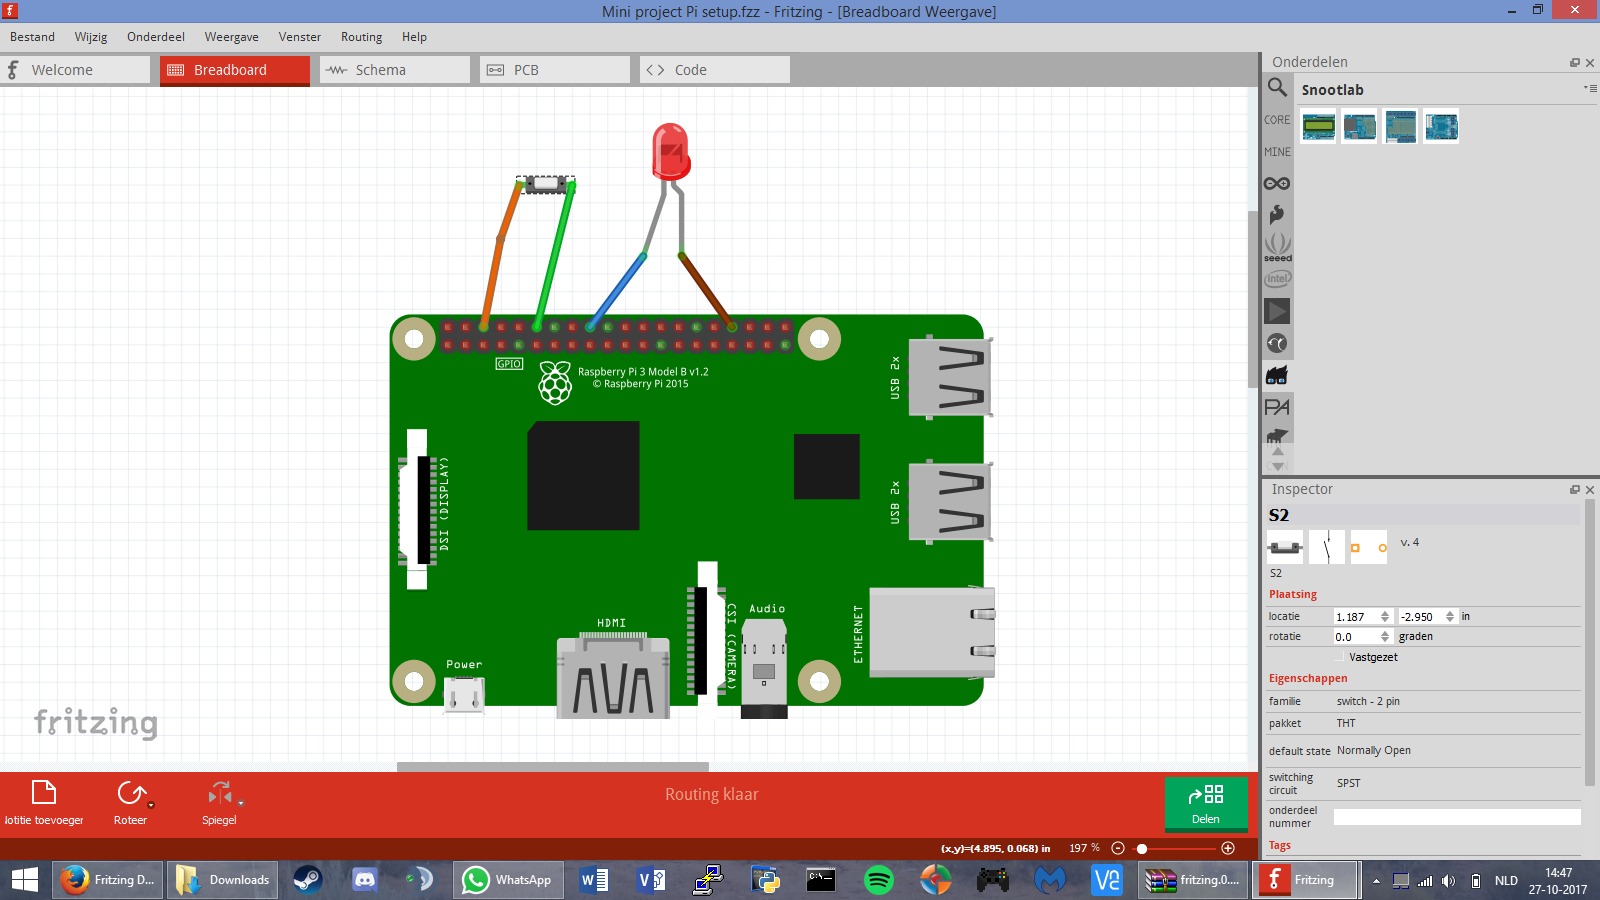 Mini project Pi setup.fzz - Fritzing - [Breadboard Weergave]
Bestand Wijzig Onderdeel Weergave Venster Routing Help
Welcome Breadboard Schema PCB Code
Onderdelen
Snootlab
CORE
MINE
seeed
intel
GPIO
Raspberry Pi 3 Model B v1.2
© Raspberry Pi 2015
USB 2x
USB 2x
DSI (DISPLAY)
CSI (CAMERA)
Audio
ETHERNET
HDMI
Power
fritzing
Inspector
S2
v. 4
S2
Plaatsing
locatie 1.187 -2.950 in
rotatie 0.0 graden
Vastgezet
Eigenschappen
familie switch - 2 pin
pakket THT
default state Normally Open
switching circuit SPST
onderdeel nummer
Tags
Routing klaar
lotitie toevoeger Roteer Spiegel Delen
(x,y)=(4.895, 0.068) in 197 %
Fritzing D... Downloads WhatsApp fritzing.0.... Fritzing NLD 14:47
27-10-2017